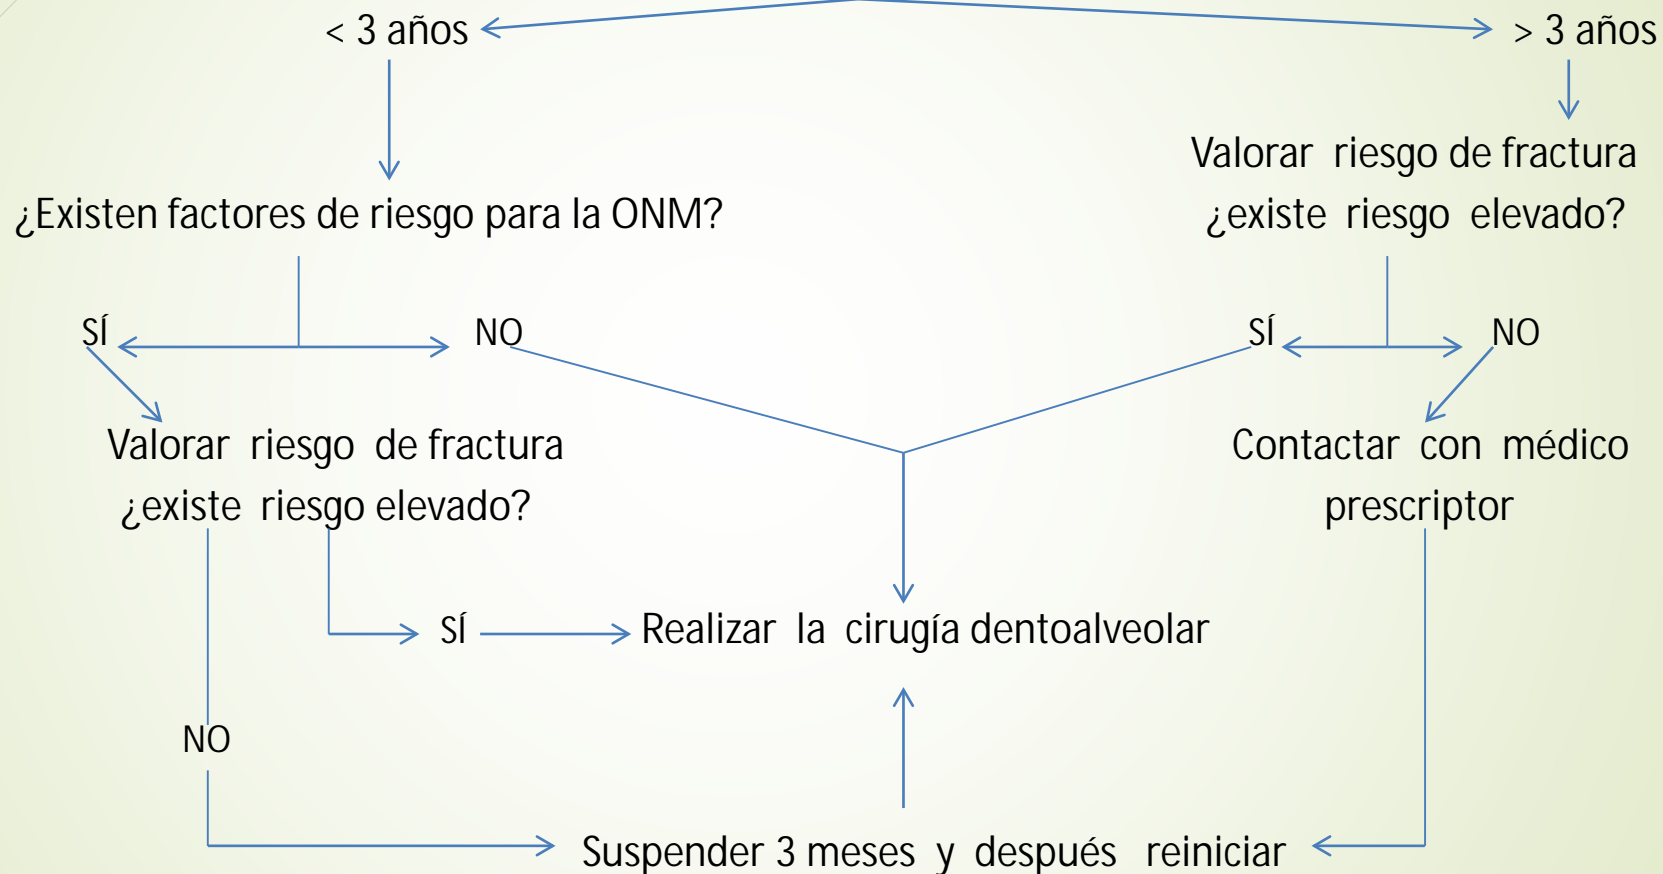 < 3 años
> 3 años
Valorar riesgo de fractura
¿existe riesgo elevado?
¿Existen factores de riesgo para la ONM?
SÍ
NO
SÍ
NO
Valorar riesgo de fractura
¿existe riesgo elevado?
Contactar con médico
prescriptor
SÍ
Realizar la cirugía dentoalveolar
NO
Suspender 3 meses y después reiniciar